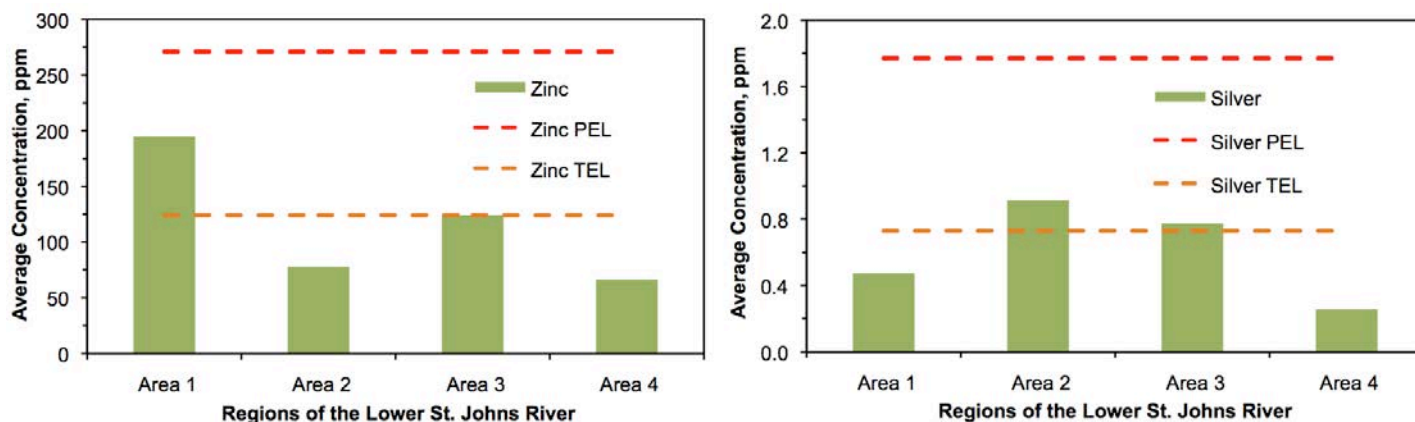 Average Concentration, ppm
300
250
200
150
100
50
0
Zinc
Zinc PEL
Zinc TEL
Area 1 Area 2 Area 3 Area 4
Regions of the Lower St. Johns River
Average Concentration, ppm
2.0
1.6
1.2
0.8
0.4
0.0
Silver
Silver PEL
Silver TEL
Area 1 Area 2 Area 3 Area 4
Regions of the Lower St. Johns River